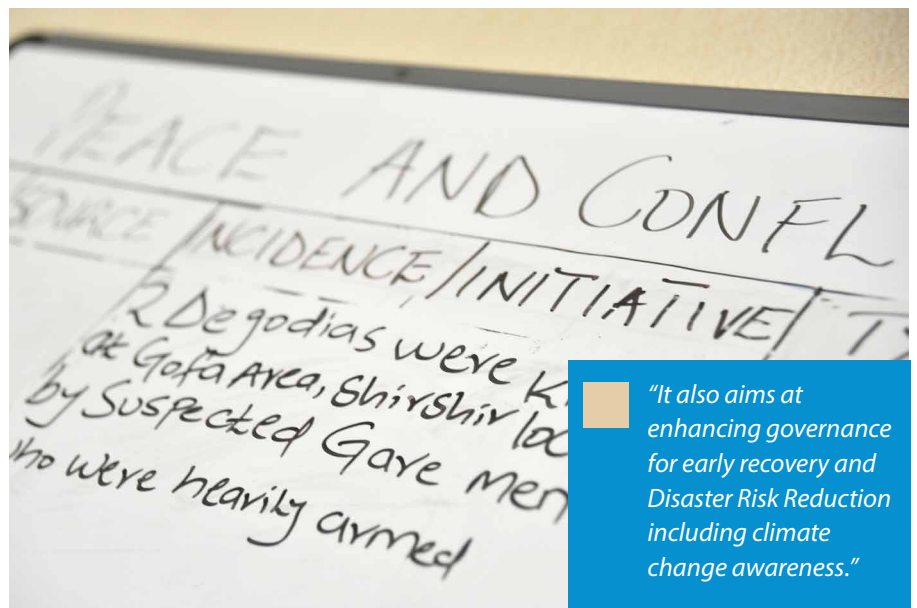 PEACE AND CONFL
SOURCE INCIDENCE/INITIATIVE
2 Degodias were
at Gofa Area, Shirshir loc
by Suspected Gare men
who were heavily armed
“It also aims at
enhancing governance
for early recovery and
Disaster Risk Reduction
including climate
change awareness.”